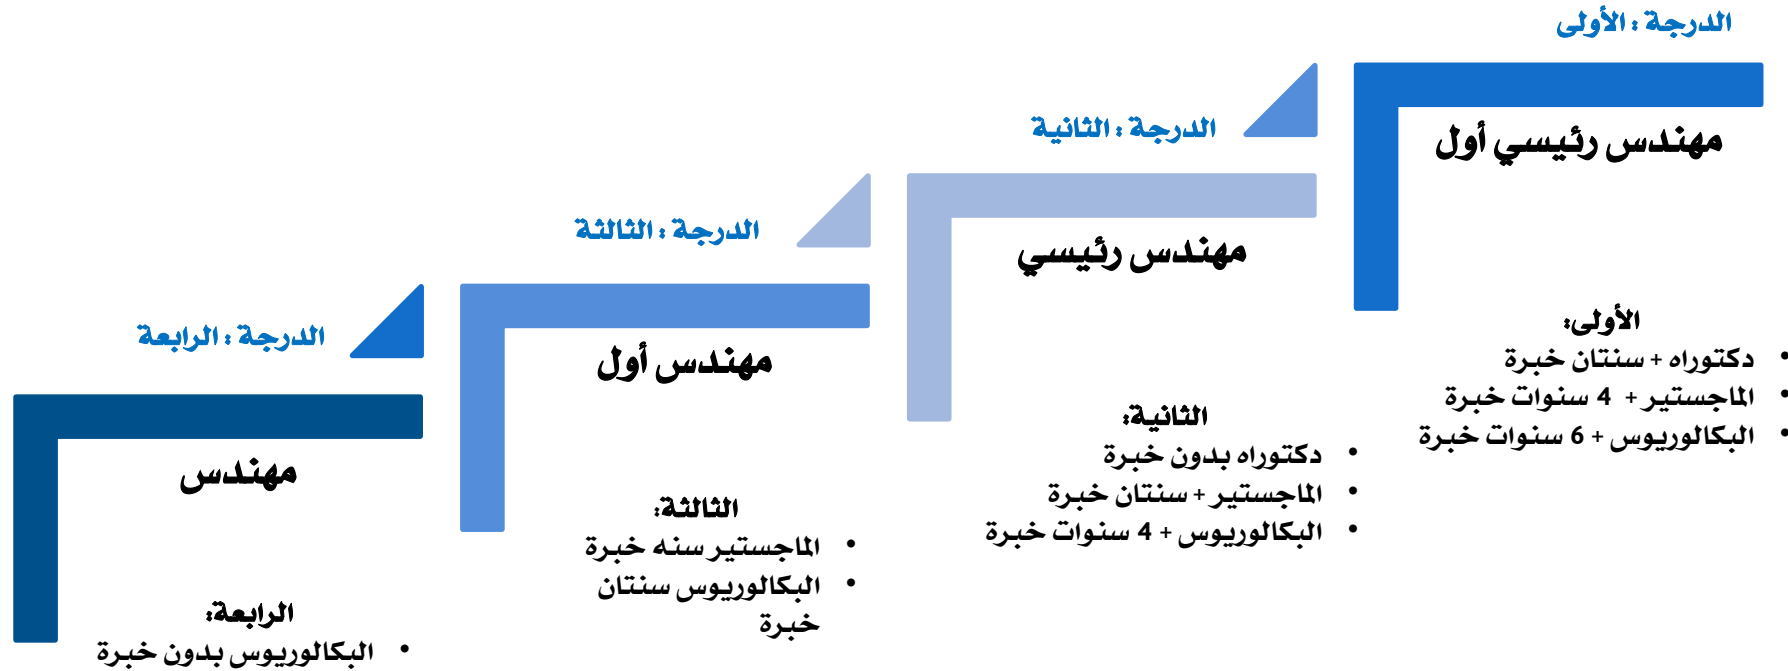 الدرجة : الأولى
مهندس رئيسي أول
الأولى:
• دكتوراه + سنتان خبرة
• الماجستير + 4 سنوات خبرة
• البكالوريوس + 6 سنوات خبرة
الدرجة : الثانية
مهندس رئيسي
الثانية:
• دكتوراه بدون خبرة
• الماجستير + سنتان خبرة
• البكالوريوس + 4 سنوات خبرة
الدرجة : الثالثة
مهندس أول
الثالثة:
• الماجستير سنه خبرة
• البكالوريوس سنتان
خبرة
الدرجة : الرابعة
مهندس
الرابعة:
• البكالوريوس بدون خبرة